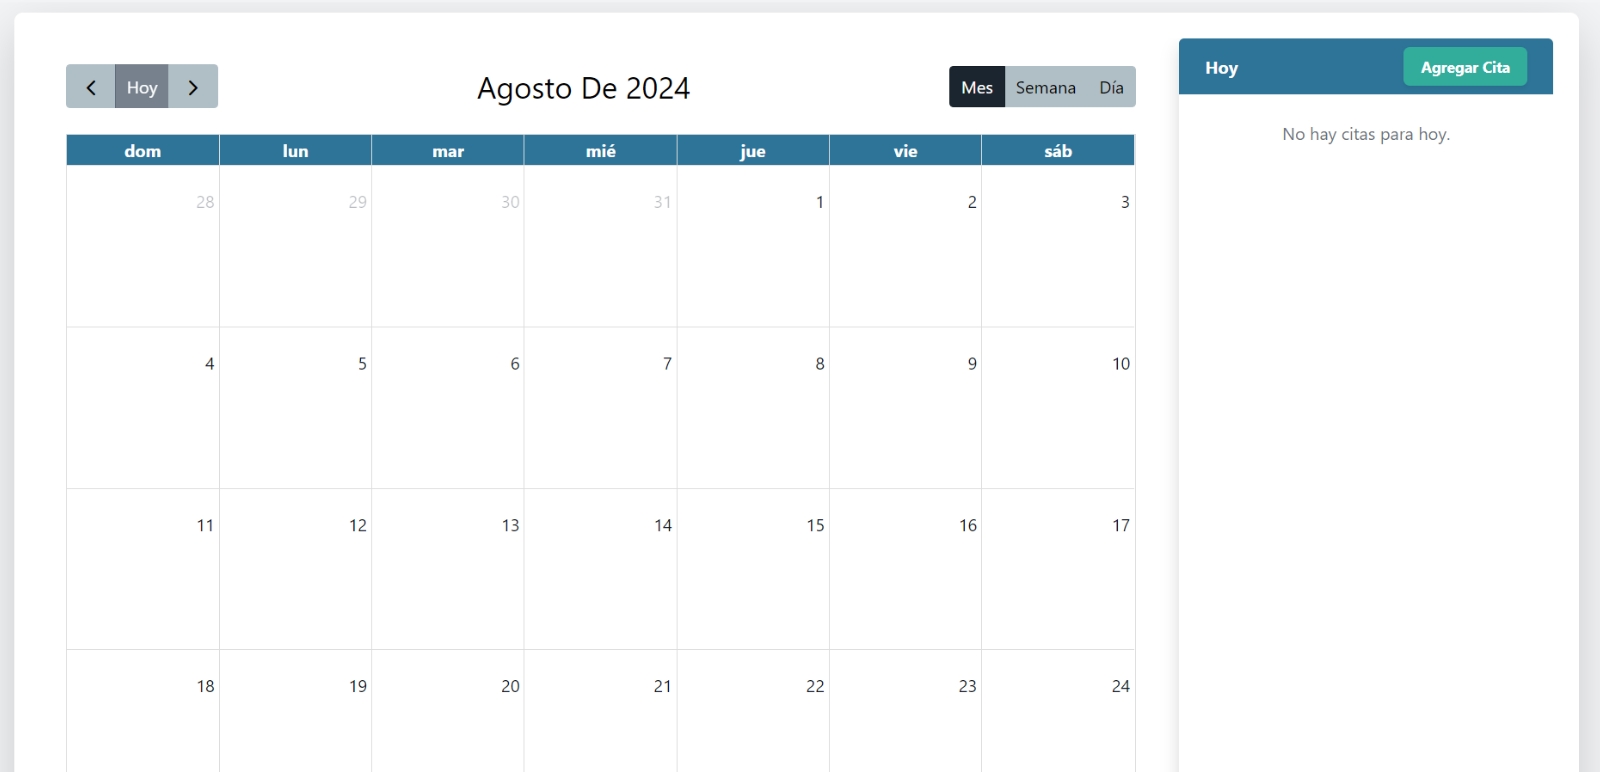 Hoy
Agosto De 2024
Mes Semana Día
dom lun mar mié jue vie sáb
28 29 30 31 1 2 3
4 5 6 7 8 9 10
11 12 13 14 15 16 17
18 19 20 21 22 23 24
Hoy Agregar Cita
No hay citas para hoy.